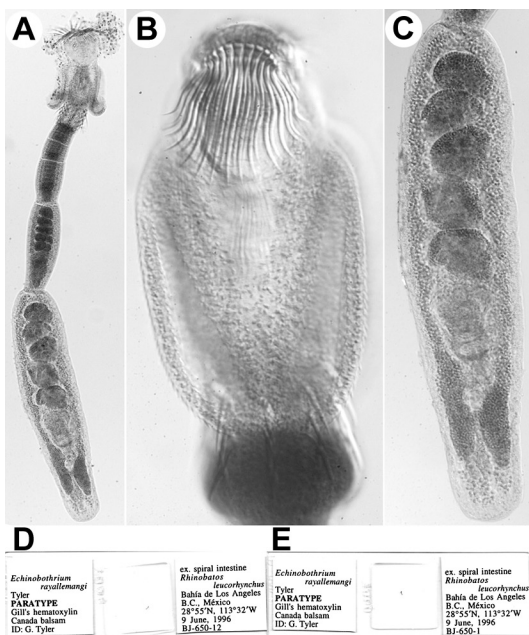 A
B
C
D
E
Echinobothrium
rayallemangi
Tyler
PARATYPE
Gill's hematoxylin
Canada balsam
ID: G. Tyler
ex. spiral intestine
Rhinobatos
leucorhynchus
Bahía de Los Angeles
B.C., México
28°55'N, 113°32'W
9 June, 1996
BJ-650-12
Echinobothrium
rayallemangi
Tyler
PARATYPE
Gill's hematoxylin
Canada balsam
ID: G. Tyler
ex. spiral intestine
Rhinobatos
leucorhynchus
Bahía de Los Angeles
B.C., México
28°55'N, 113°32'W
9 June, 1996
BJ-650-1